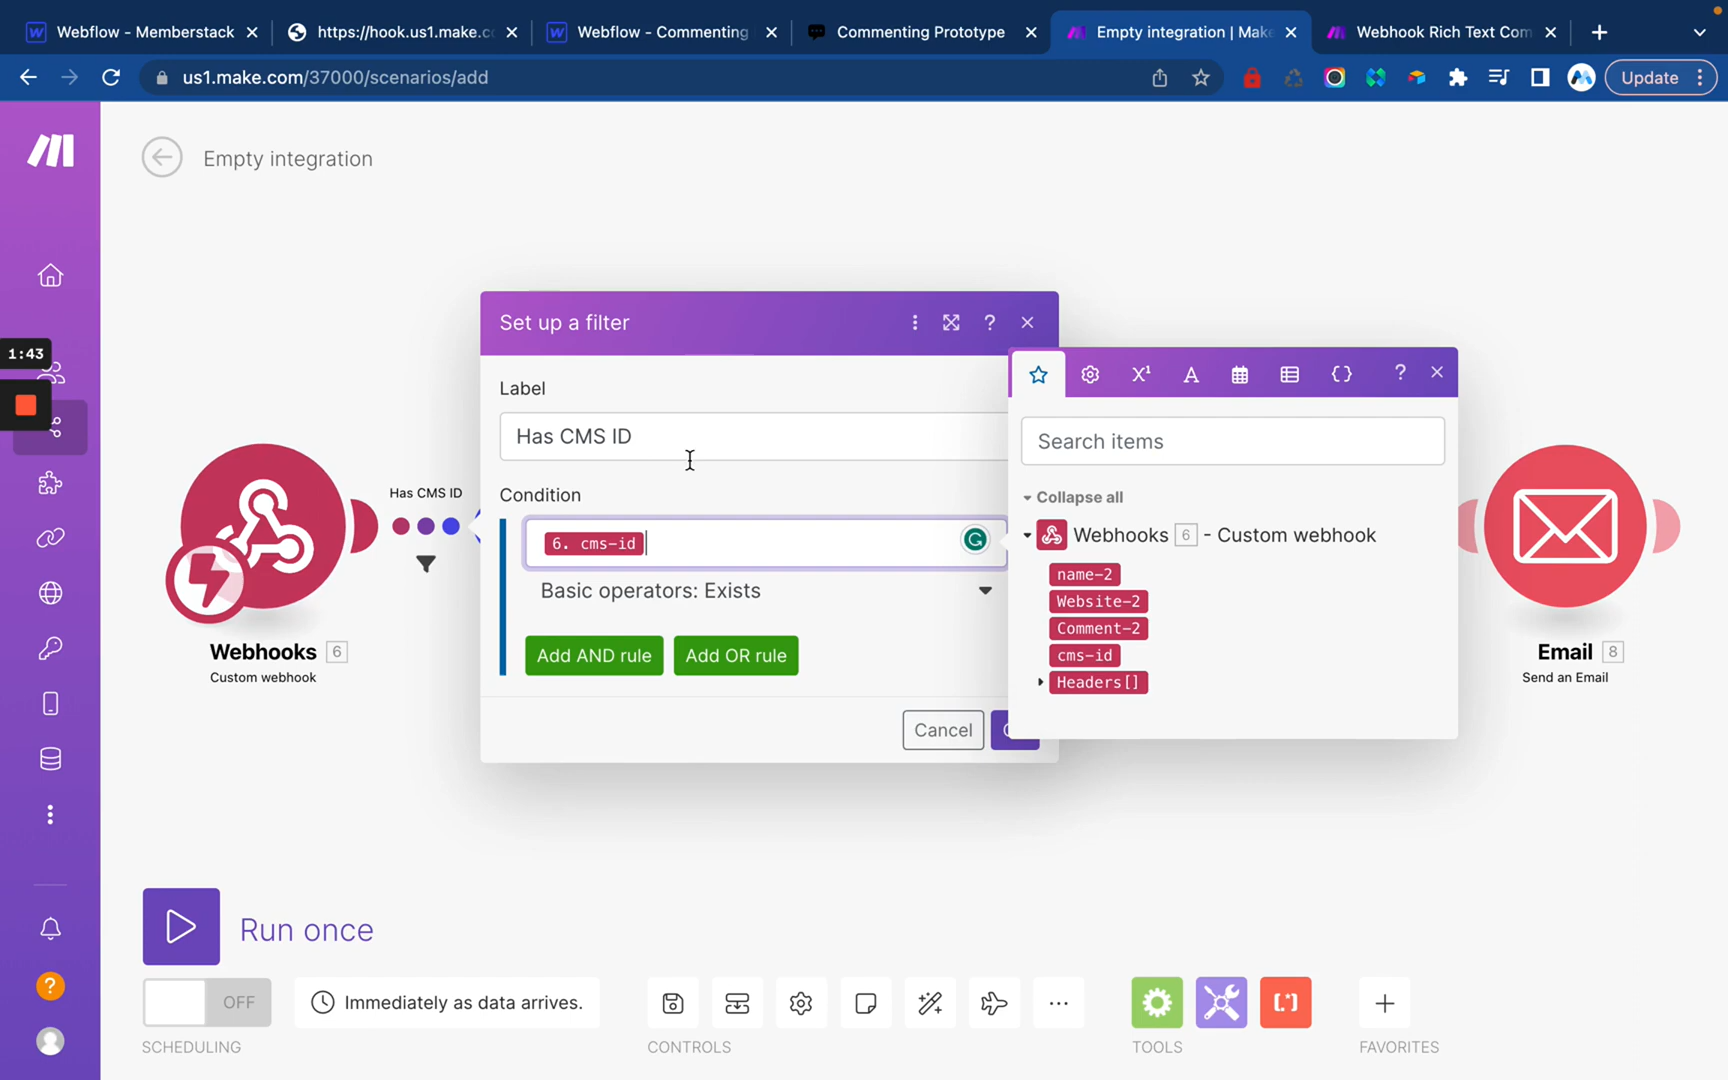 Webflow - Memberstack
https://hook.us1.make.c
Webflow - Commenting
Commenting Prototype
Empty integration | Make
Webhook Rich Text Com
us1.make.com/37000/scenarios/add
Update
Empty integration
1:43
Set up a filter
Label
Has CMS ID
Condition
6. cms-id
Basic operators: Exists
Add AND rule
Add OR rule
Cancel
Search items
Collapse all
Webhooks 6 - Custom webhook
name-2
Website-2
Comment-2
cms-id
Headers[]
Has CMS ID
Webhooks 6
Custom webhook
Email 8
Send an Email
Run once
OFF
Immediately as data arrives.
SCHEDULING
CONTROLS
TOOLS
FAVORITES